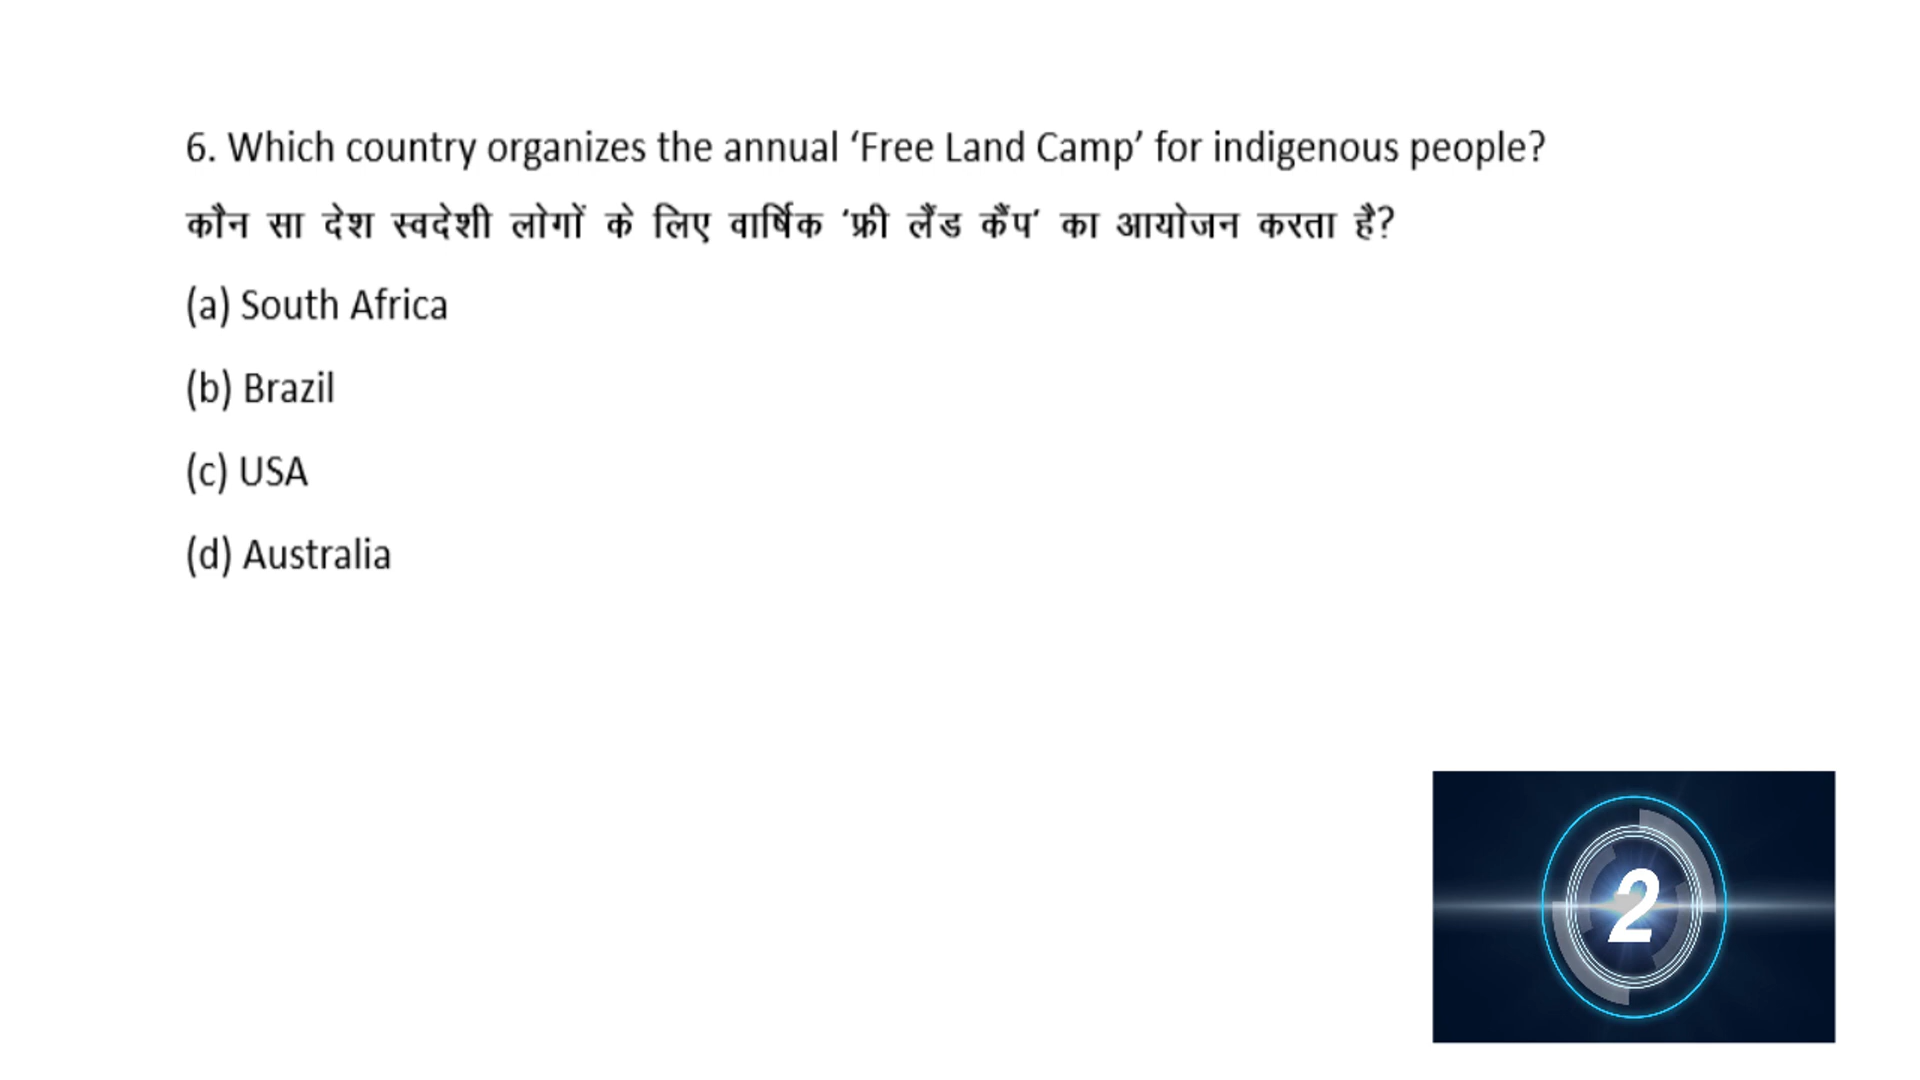 6. Which country organizes the annual ‘Free Land Camp’ for indigenous people?
कौन सा देश स्वदेशी लोगों के लिए वार्षिक ‘फ्री लैंड कैंप’ का आयोजन करता है?
(a) South Africa
(b) Brazil
(c) USA
(d) Australia
2